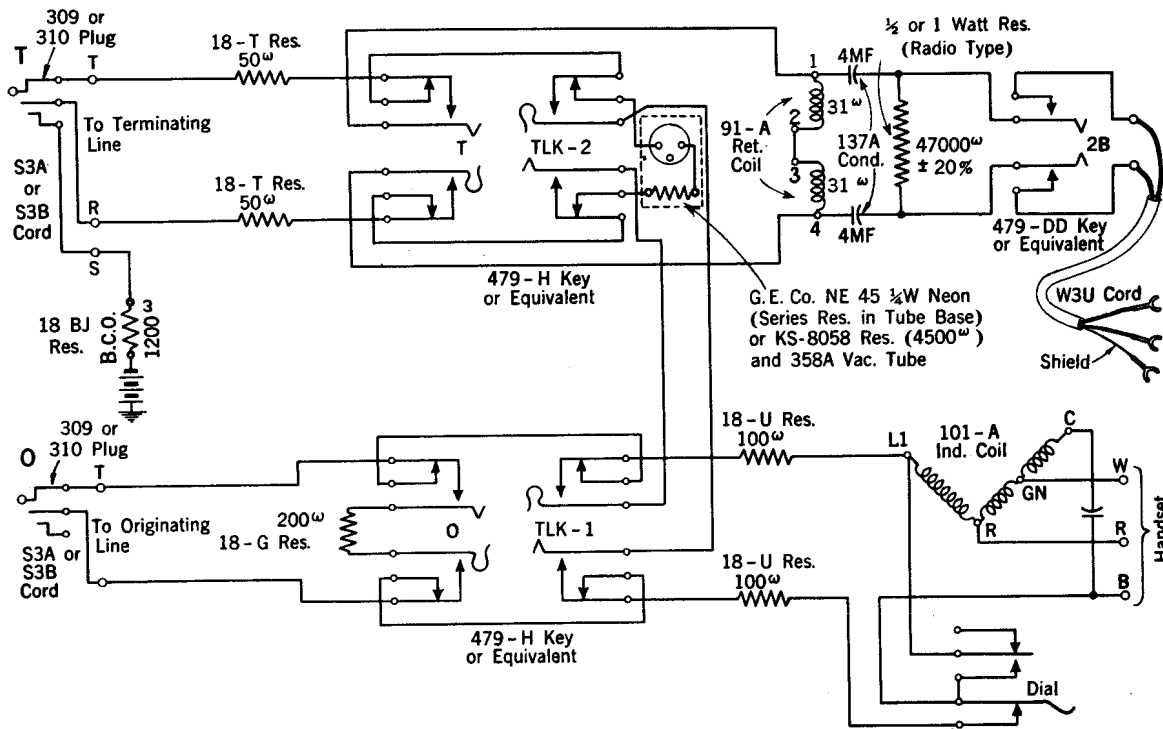 309 or
310 Plug
T
T
18-T Res.
50ω
To Terminating
Line
S3A
or
S3B
Cord
R
S
18-T Res.
50ω
18 BJ
Res.
B.C.O.
3
1200ω
T
TLK-2
479-H Key
or Equivalent
91-A
Ret.
Coil
1
2
3
4
31ω
31ω
4MF
4MF
137A
Cond.
½ or 1 Watt Res.
(Radio Type)
47000ω
± 20%
2B
479-DD Key
or Equivalent
W3U Cord
Shield
G.E. Co. NE 45 ¼W Neon
(Series Res. in Tube Base)
or KS-8058 Res. (4500ω)
and 358A Vac. Tube
309 or
310 Plug
O
T
To Originating
Line
S3A or
S3B
Cord
200ω
18-G Res.
O
TLK-1
479-H Key
or Equivalent
18-U Res.
100ω
18-U Res.
100ω
L1
101-A
Ind. Coil
C
GN
R
W
R
B
Handset
Dial